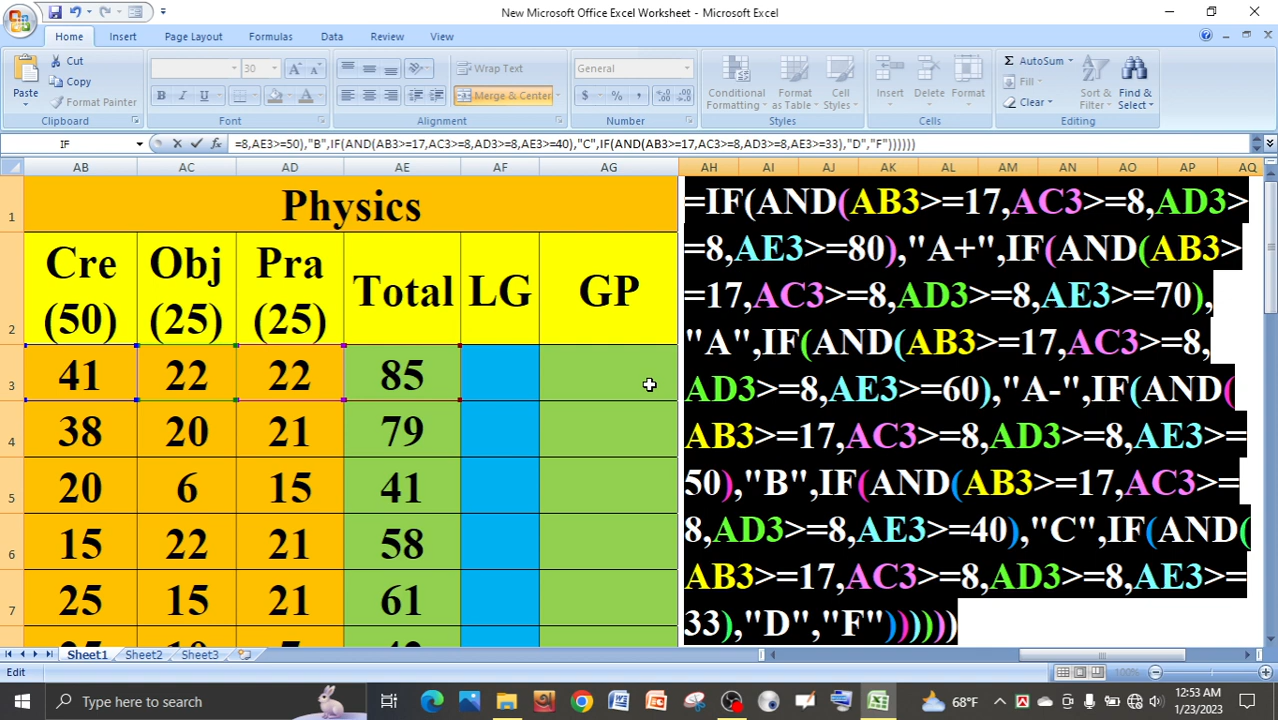 New Microsoft Office Excel Worksheet - Microsoft Excel
Home Insert Page Layout Formulas Data Review View
Paste
Cut
Copy
Format Painter
Clipboard
30
Font
Wrap Text
Merge & Center
Alignment
General
Number
Conditional Formatting
Format as Table
Cell Styles
Styles
Insert Delete Format
Cells
AutoSum
Fill
Clear
Sort & Filter
Find & Select
Editing
IF =8,AE3>=50),"B",IF(AND(AB3>=17,AC3>=8,AD3>=8,AE3>=40),"C",IF(AND(AB3>=17,AC3>=8,AD3>=8,AE3>=33),"D","F"))))))
AB AC AD AE AF AG AH AI AJ AK AL AM AN AO AP AQ
1 Physics
2 Cre (50) Obj (25) Pra (25) Total LG GP
3 41 22 22 85
4 38 20 21 79
5 20 6 15 41
6 15 22 21 58
7 25 15 21 61
=IF(AND(AB3>=17,AC3>=8,AD3>
=8,AE3>=80),"A+",IF(AND(AB3>
=17,AC3>=8,AD3>=8,AE3>=70),
"A",IF(AND(AB3>=17,AC3>=8,
AD3>=8,AE3>=60),"A-",IF(AND(
AB3>=17,AC3>=8,AD3>=8,AE3>=
50),"B",IF(AND(AB3>=17,AC3>=
8,AD3>=8,AE3>=40),"C",IF(AND(
AB3>=17,AC3>=8,AD3>=8,AE3>=
33),"D","F"))))))
Sheet1 Sheet2 Sheet3
Edit
100%
Type here to search
68°F
12:53 AM
1/23/2023